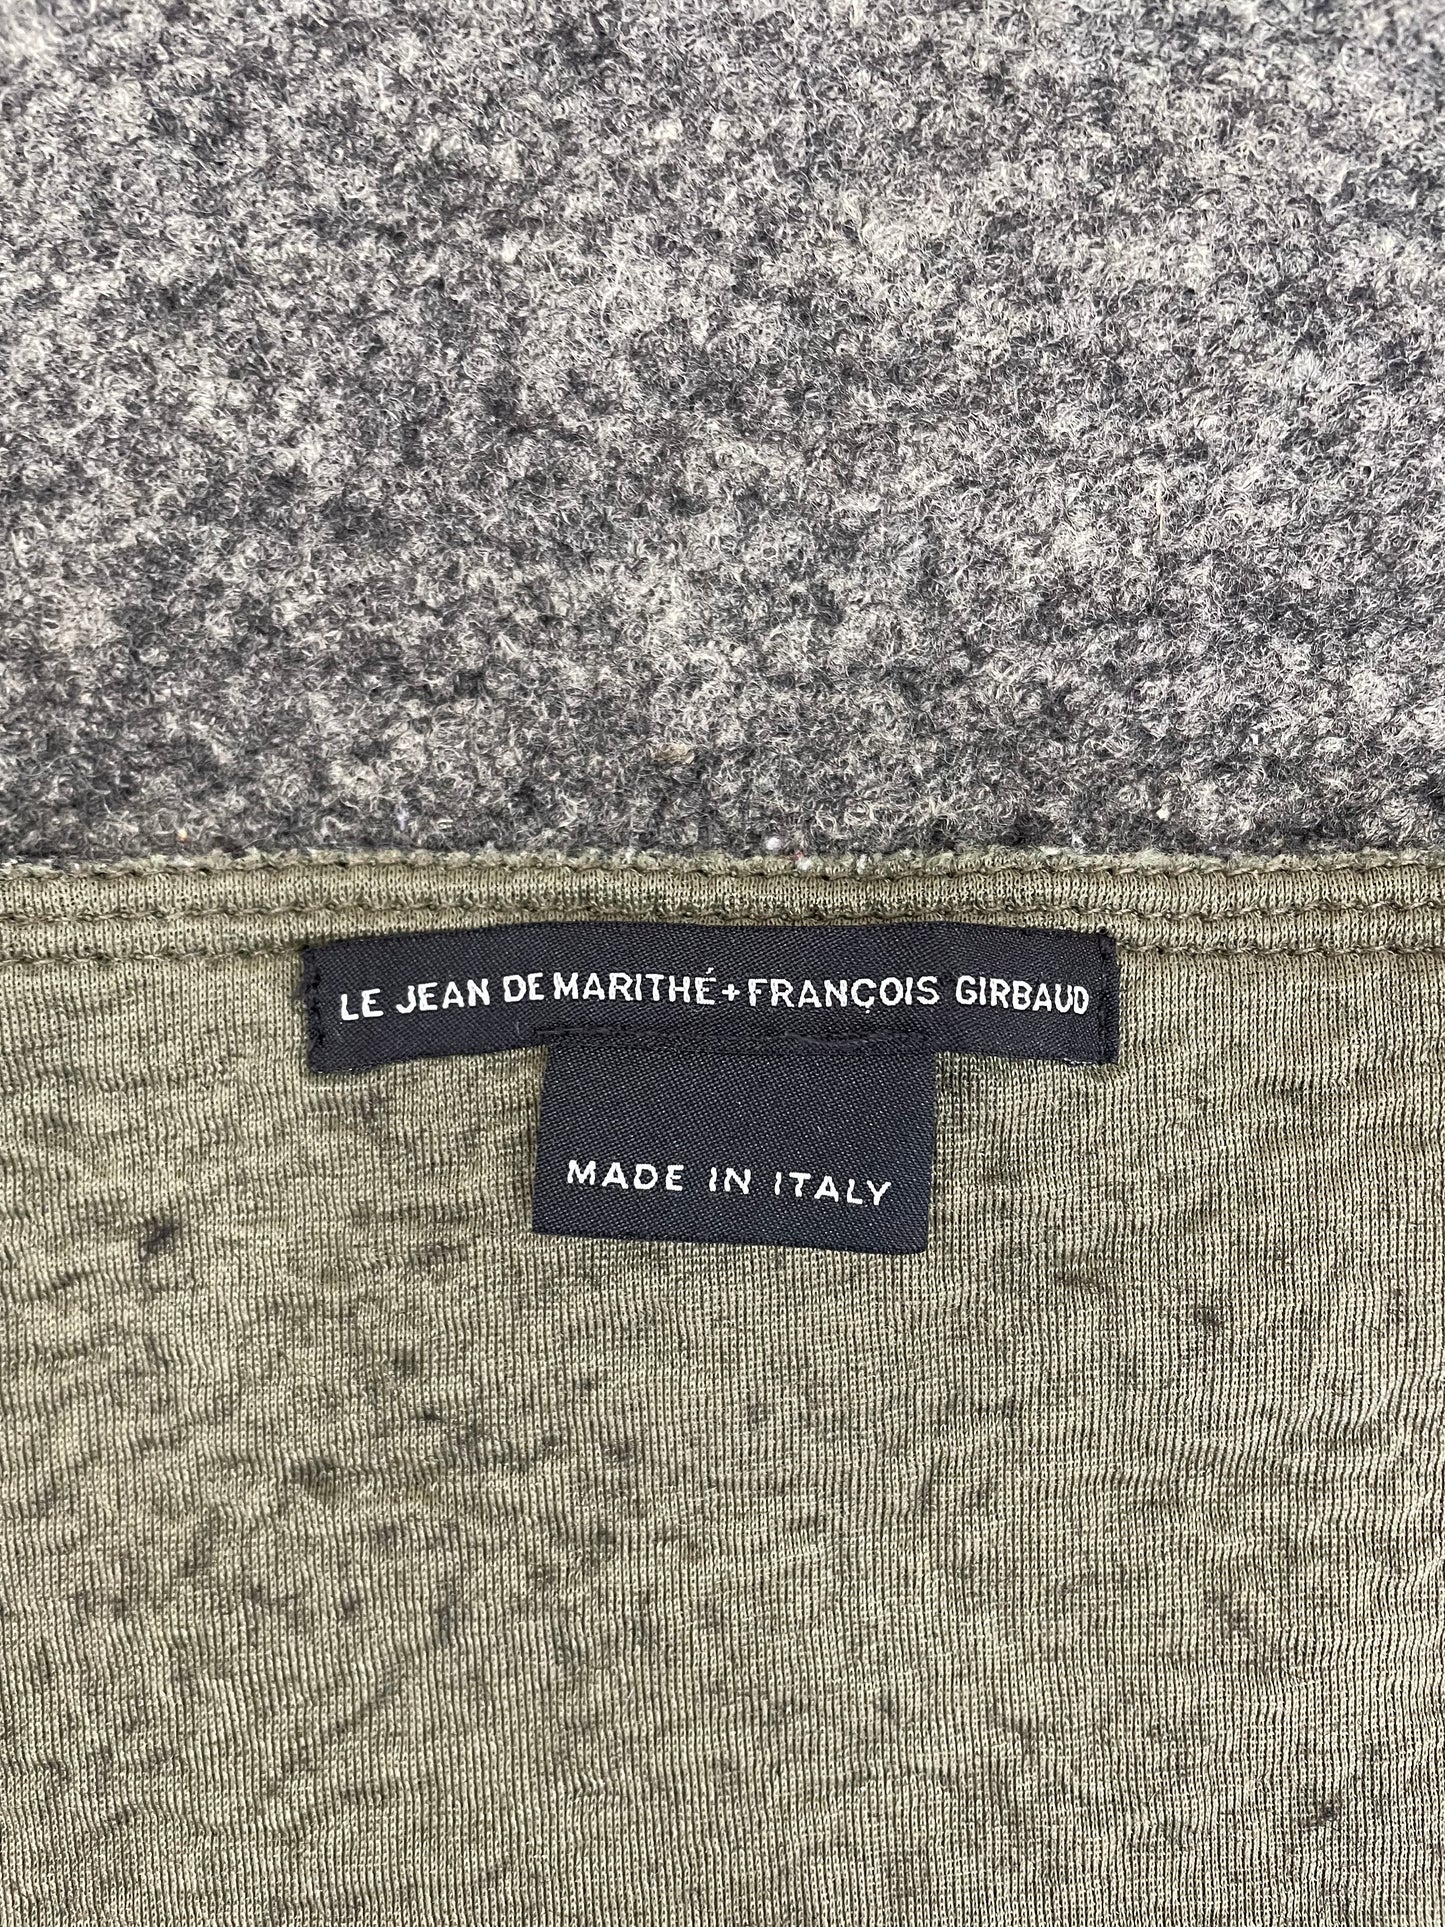 LE JEAN DE MARITHÉ+FRANÇOIS GIRBAUD
MADE IN ITALY